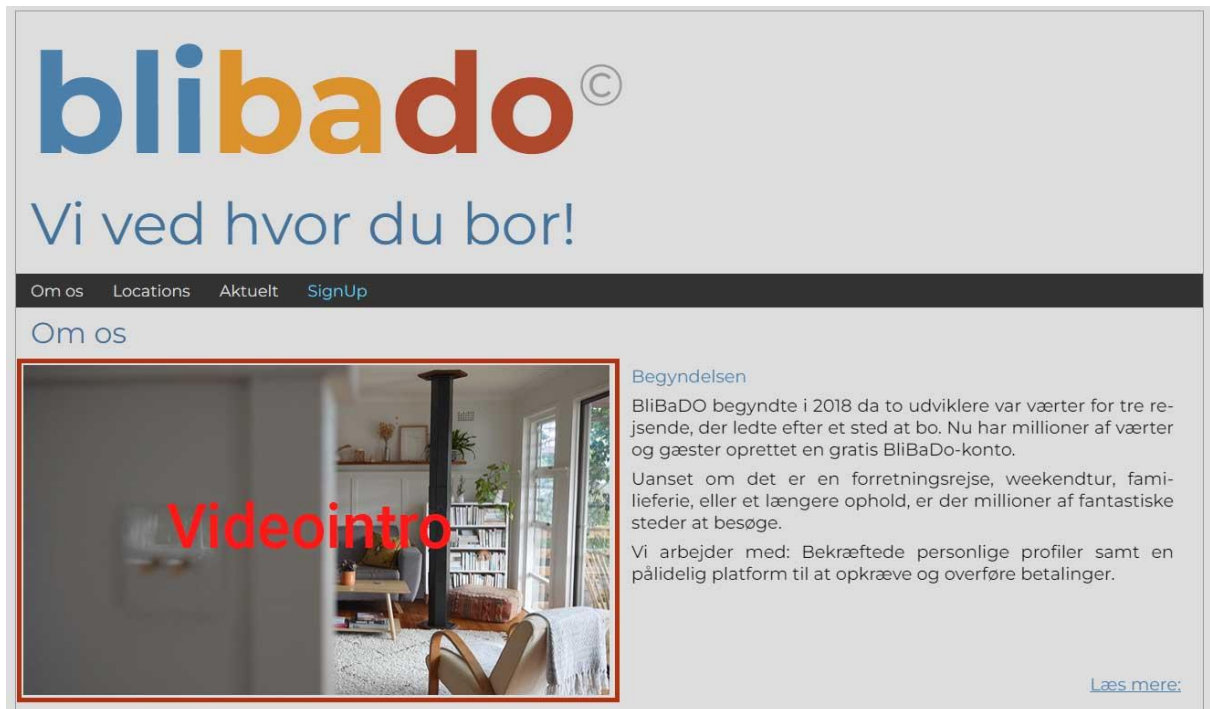 blibado©
Vi ved hvor du bor!
Om os Locations Aktuelt SignUp
Om os
Videointro
Begyndelsen
BliBaDO begyndte i 2018 da to udviklere var værter for tre re-
jsende, der ledte efter et sted at bo. Nu har millioner af værter
og gæster oprettet en gratis BliBaDo-konto.
Uanset om det er en forretningsrejse, weekendtur, fami-
lieferie, eller et længere ophold, er der millioner af fantastiske
steder at besøge.
Vi arbejder med: Bekræftede personlige profiler samt en
pålidelig platform til at opkræve og overføre betalinger.
Læs mere: